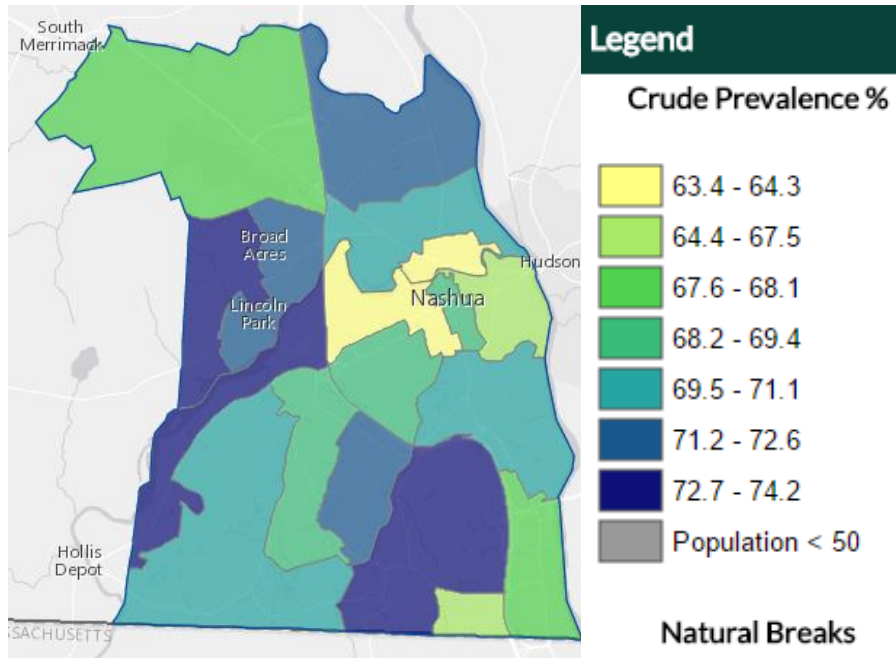 South
Merrimack
Broad
Acres
Hudson
Nashua
Lincoln
Park
Hollis
Depot
SSACHUSETTS
Legend
Crude Prevalence %
63.4 - 64.3
64.4 - 67.5
67.6 - 68.1
68.2 - 69.4
69.5 - 71.1
71.2 - 72.6
72.7 - 74.2
Population < 50
Natural Breaks